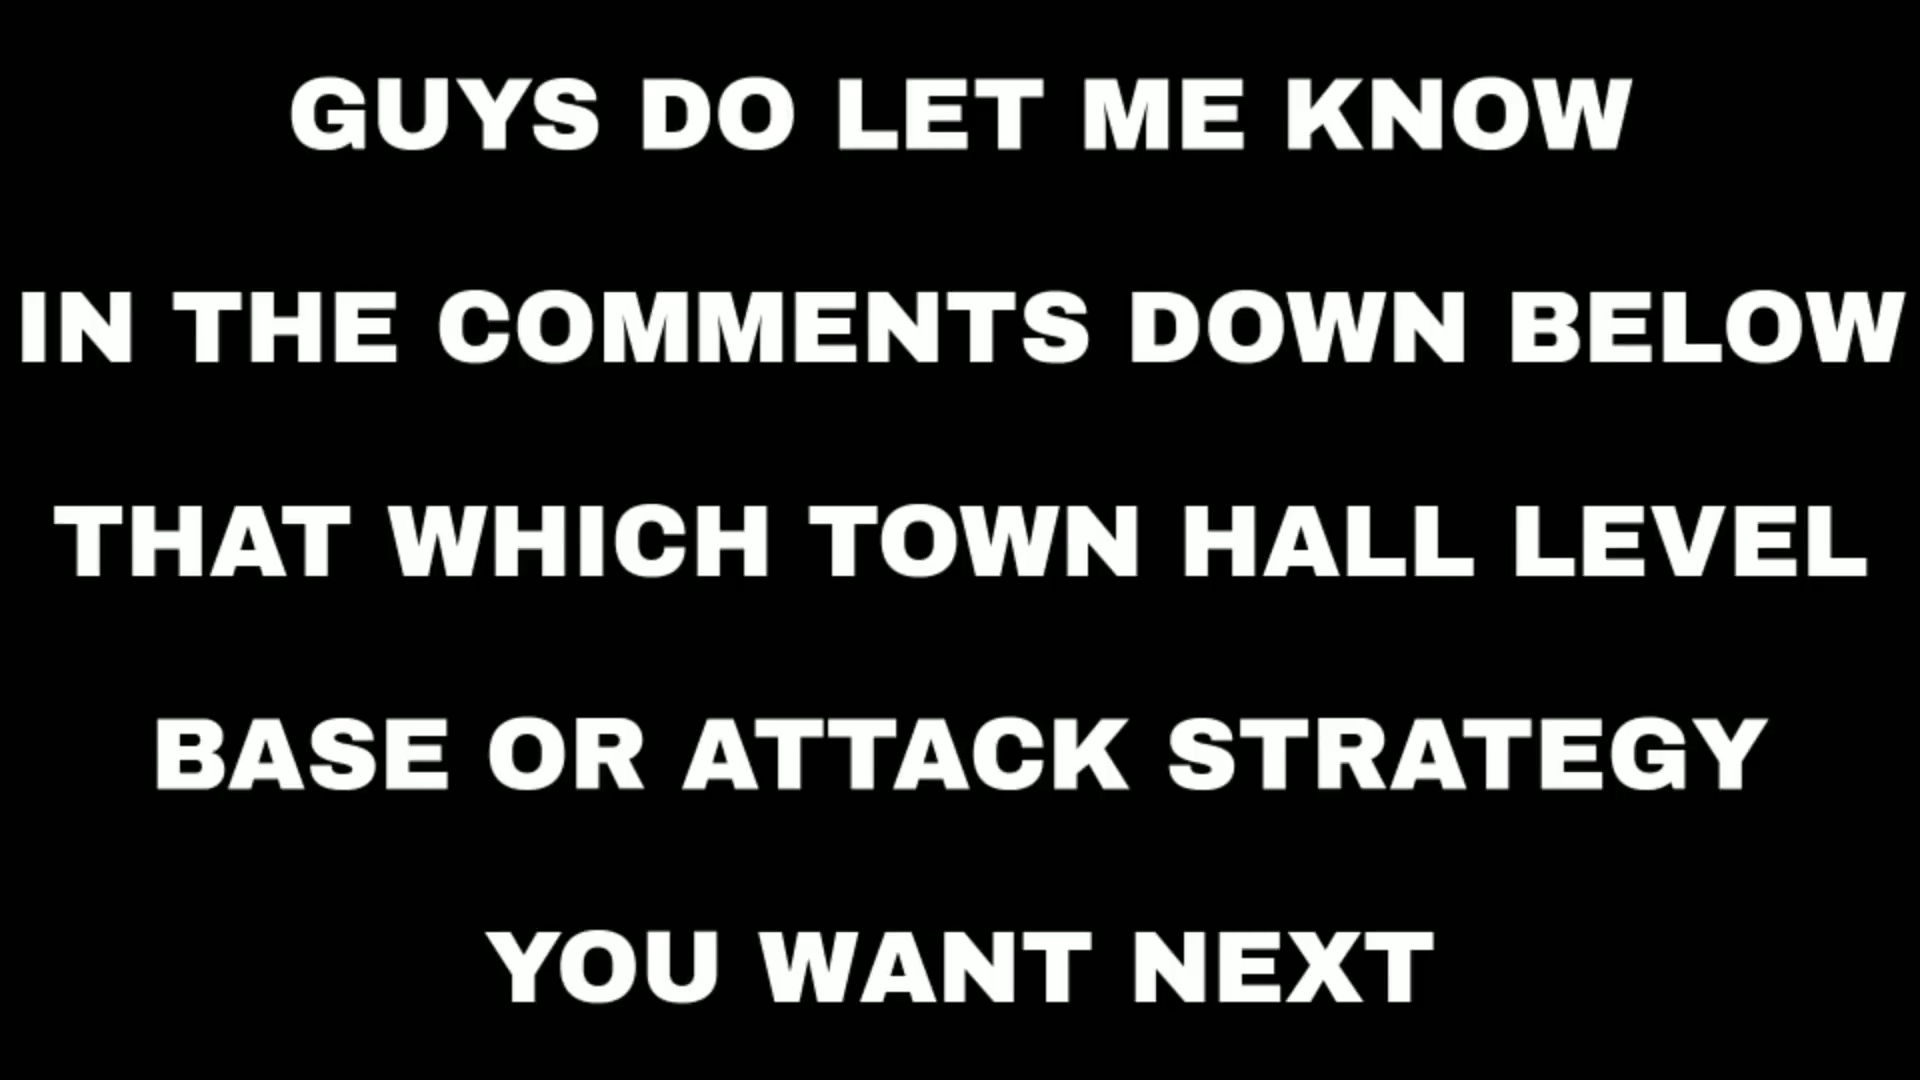 GUYS DO LET ME KNOW
IN THE COMMENTS DOWN BELOW
THAT WHICH TOWN HALL LEVEL
BASE OR ATTACK STRATEGY
YOU WANT NEXT